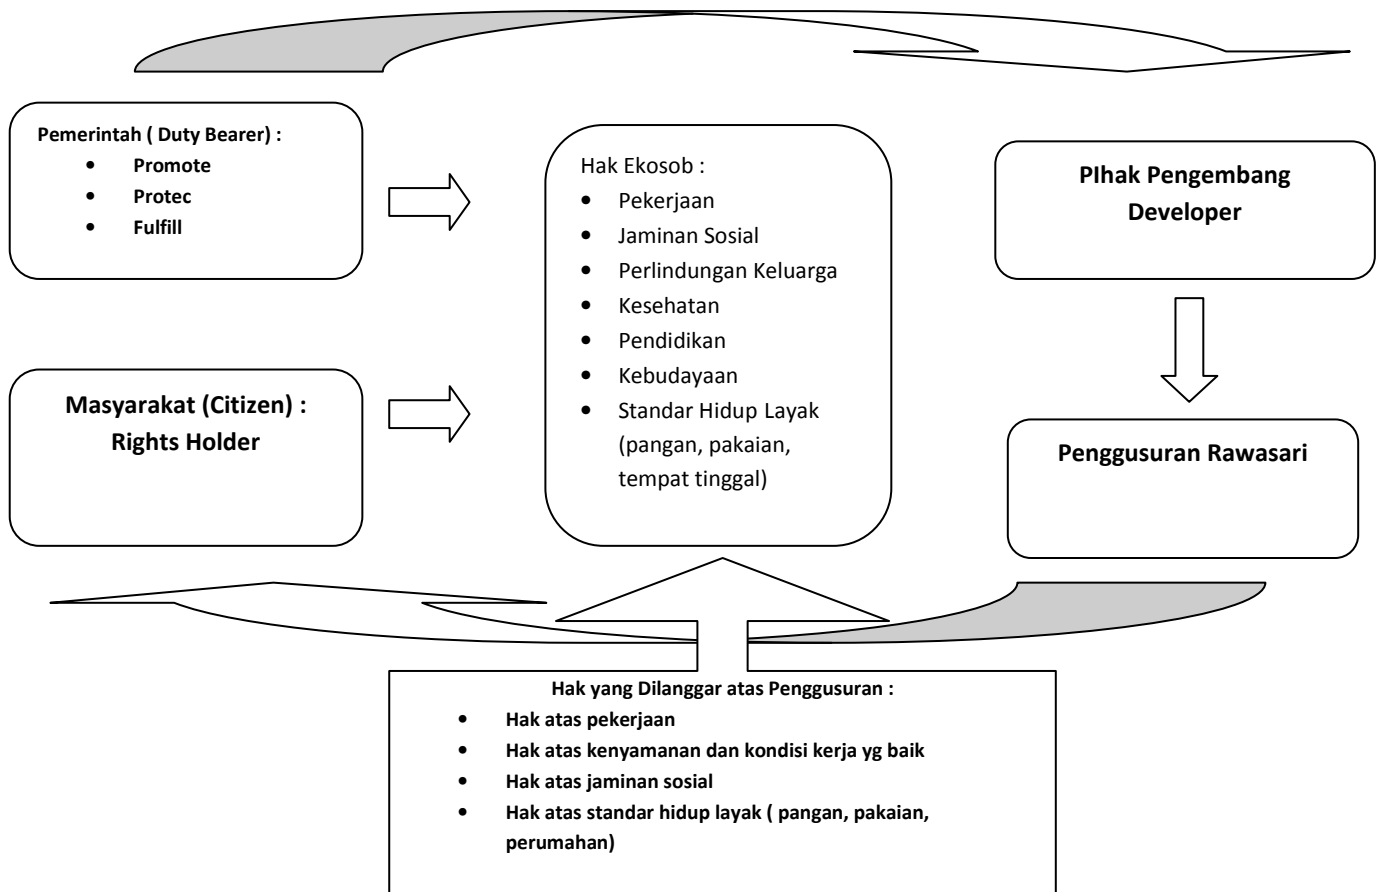 Pemerintah ( Duty Bearer) :
• Promote
• Protec
• Fulfill
Masyarakat (Citizen) :
Rights Holder
Hak Ekosob :
• Pekerjaan
• Jaminan Sosial
• Perlindungan Keluarga
• Kesehatan
• Pendidikan
• Kebudayaan
• Standar Hidup Layak
(pangan, pakaian,
tempat tinggal)
PIhak Pengembang
Developer
Penggusuran Rawasari
Hak yang Dilanggar atas Penggusuran :
• Hak atas pekerjaan
• Hak atas kenyamanan dan kondisi kerja yg baik
• Hak atas jaminan sosial
• Hak atas standar hidup layak ( pangan, pakaian,
perumahan)